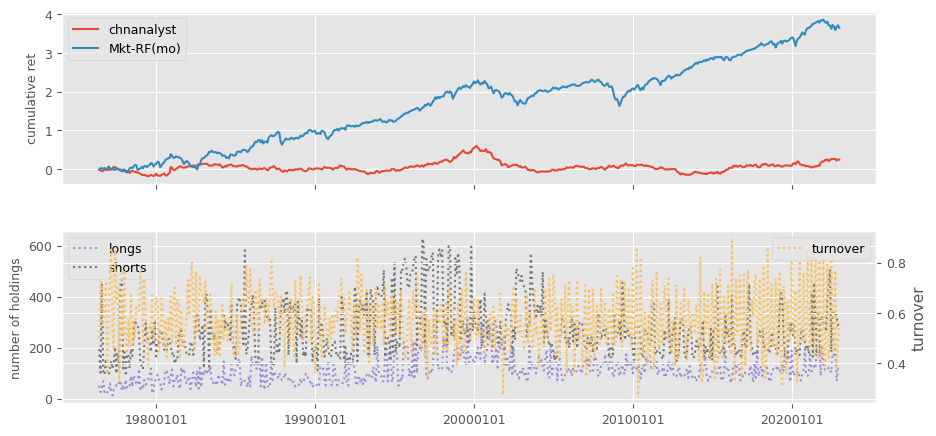 4
3
2
1
0
cumulative ret
chnanalyst
Mkt-RF(mo)
600
400
200
0
number of holdings
longs
shorts
turnover
0.8
0.6
0.4
turnover
19800101
19900101
20000101
20100101
20200101